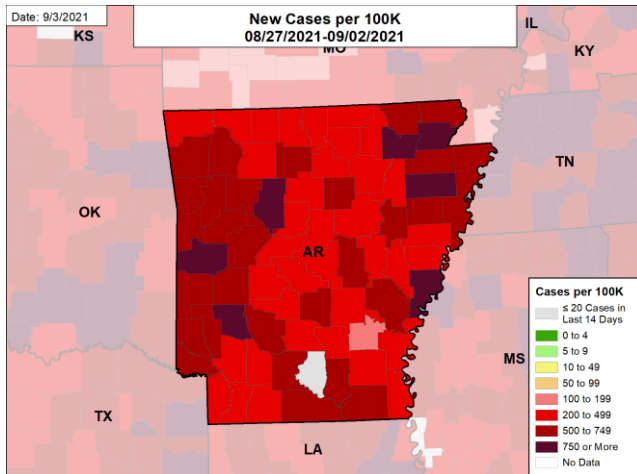 Date: 9/3/2021
New Cases per 100K
08/27/2021-09/02/2021
KS
MO
IL
KY
TN
OK
AR
MS
TX
LA
Cases per 100K
≤ 20 Cases in
Last 14 Days
0 to 4
5 to 9
10 to 49
50 to 99
100 to 199
200 to 499
500 to 749
750 or More
No Data